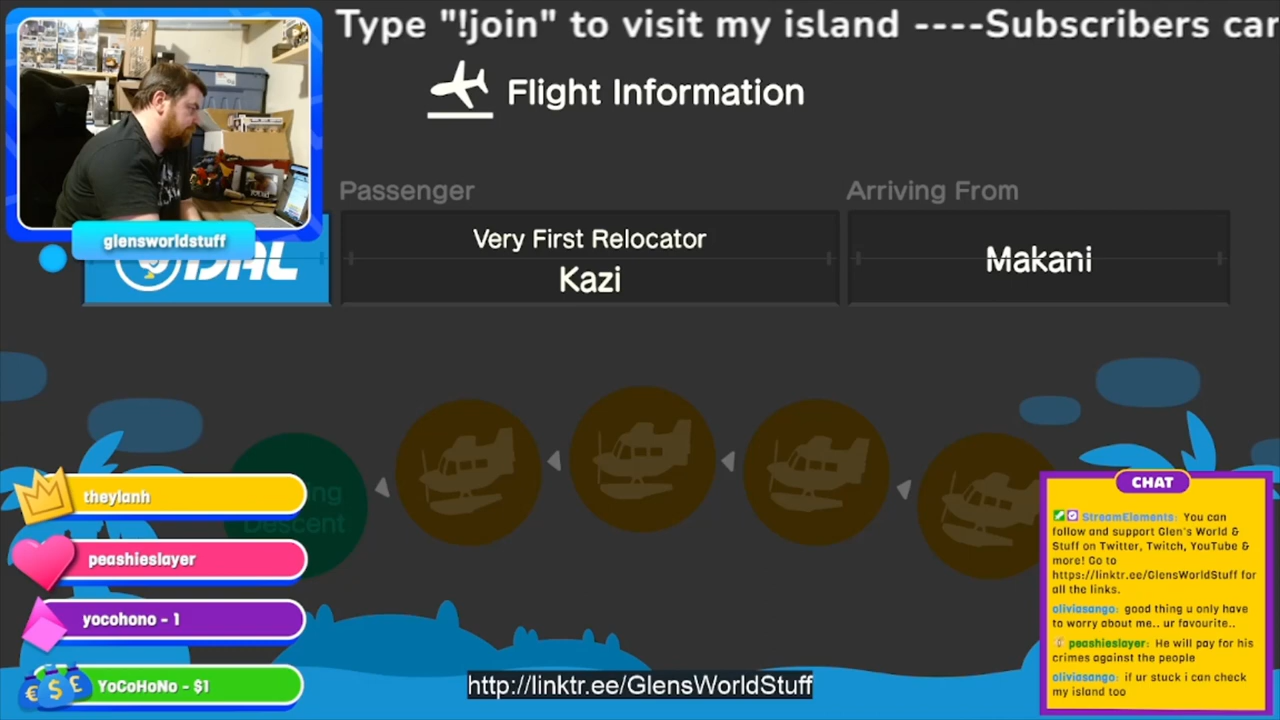 Type "!join" to visit my island ----Subscribers can
Flight Information
Passenger
Arriving From
glensworldstuff
DAL
Very First Relocator
Kazi
Makani
Descent
theylanh
peashieslayer
yocohono - 1
YoCoHoNo - $1
http://linktr.ee/GlensWorldStuff
CHAT
StreamElements: You can
follow and support Glen's World &
Stuff on Twitter, Twitch, YouTube &
more! Go to
https://linktr.ee/GlensWorldStuff for
all the links.
oliviasango: good thing u only have
to worry about me.. ur favourite..
peashieslayer: He will pay for his
crimes against the people
oliviasango: if ur stuck i can check
my island too